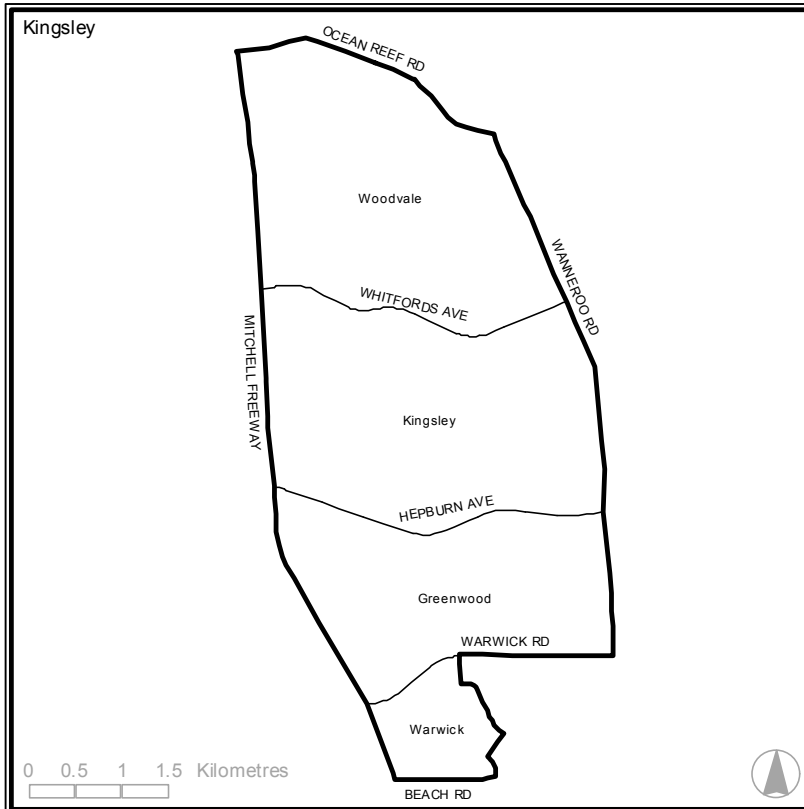 Kingsley
OCEAN REEF RD
Woodvale
WANNEROO RD
WHITFORDS AVE
MITCHELL FREEWAY
Kingsley
HEPBURN AVE
Greenwood
WARWICK RD
Warwick
0 0.5 1 1.5 Kilometres
BEACH RD